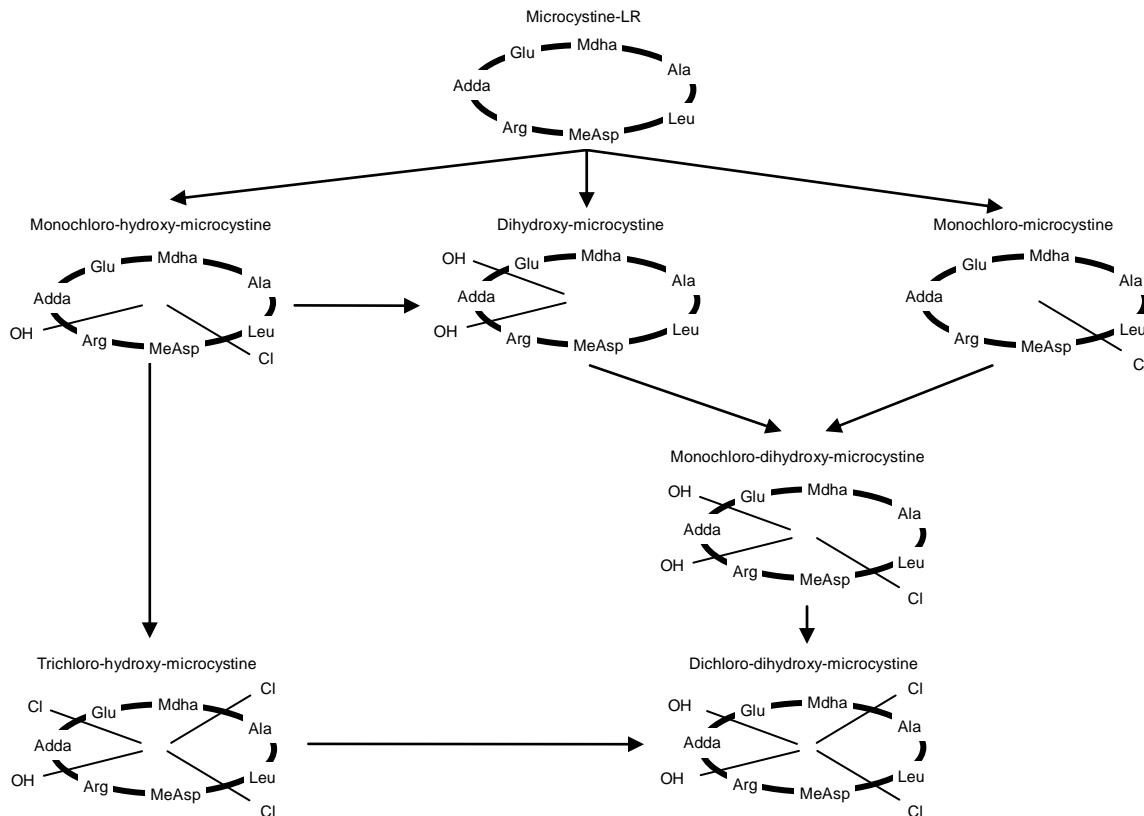 Microcystine-LR
Glu Mdha Ala
Adda
Arg MeAsp Leu
Monochloro-hydroxy-microcystine
Glu Mdha Ala
Adda
OH
Arg MeAsp Leu
Cl
Dihydroxy-microcystine
OH
Glu Mdha Ala
Adda
OH
Arg MeAsp Leu
Monochloro-microcystine
Glu Mdha Ala
Adda
Arg MeAsp Leu
Cl
Monochloro-dihydroxy-microcystine
OH
Glu Mdha Ala
Adda
OH
Arg MeAsp Leu
Cl
Trichloro-hydroxy-microcystine
Cl
Cl
Glu Mdha Ala
Adda
OH
Arg MeAsp Leu
Cl
Dichloro-dihydroxy-microcystine
OH
Cl
Glu Mdha Ala
Adda
OH
Arg MeAsp Leu
Cl